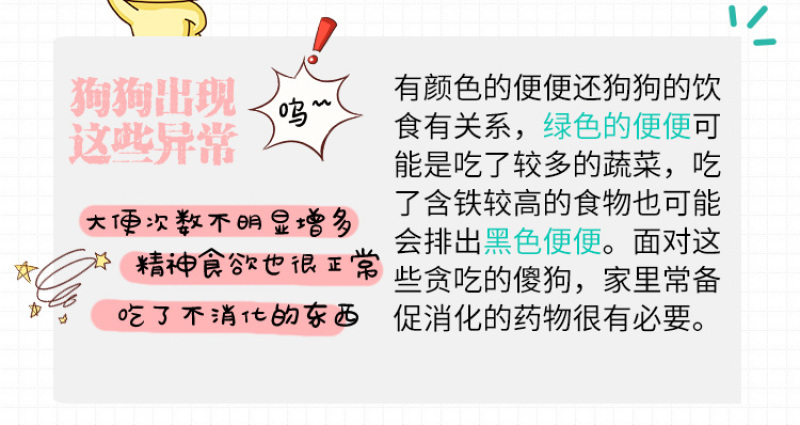 狗狗出现
这些异常
呜~~
大便次数不明显增多
精神食欲也很正常
吃了不消化的东西
有颜色的便便还狗狗的饮
食有关系，绿色的便便可
能是吃了较多的蔬菜，吃
了含铁较高的食物也可能
会排出黑色便便。面对这
些贪吃的傻狗，家里常备
促消化的药物很有必要。